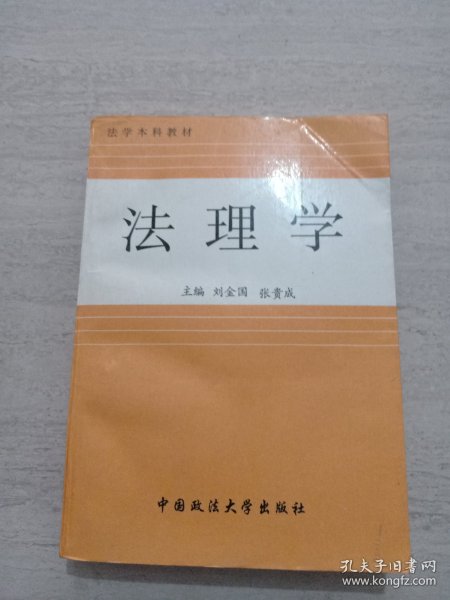 法学本科教材
法理学
主编 刘金国 张贵成
中国政法大学出版社
孔夫子旧书网
www.kongfz.com